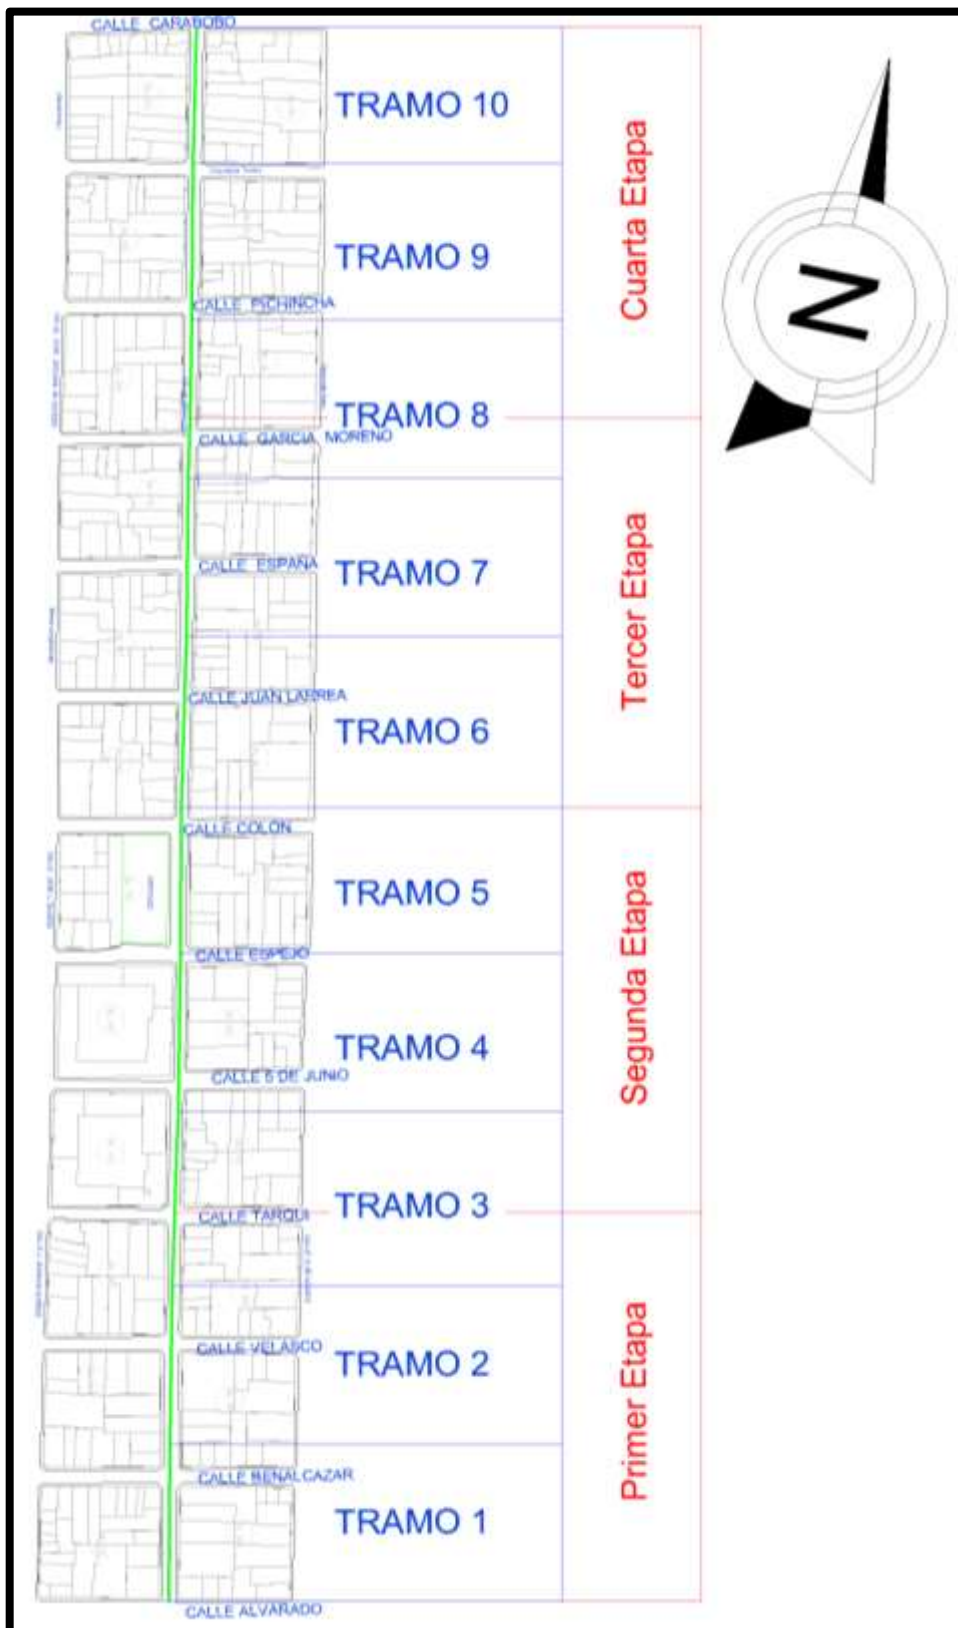 CALLE CARABOBO
TRAMO 10
Cuarta Etapa
TRAMO 9
CALLE PICHINCHA
N
TRAMO 8
CALLE GARCIA MORENO
CALLE ESPAÑA
TRAMO 7
Tercer Etapa
CALLE JUAN LARREA
TRAMO 6
CALLE COLON
TRAMO 5
CALLE ESPEJO
Segunda Etapa
TRAMO 4
CALLE 5 DE JUNIO
TRAMO 3
CALLE TARQUI
CALLE VELASCO
TRAMO 2
Primer Etapa
CALLE BENALCAZAR
TRAMO 1
CALLE ALVARADO